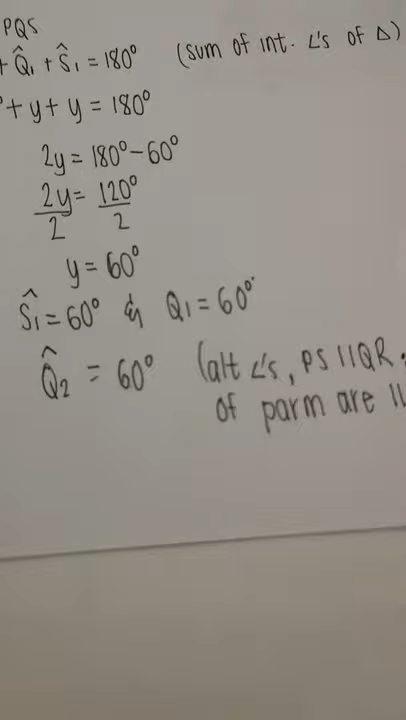 PQS
+ Q̂₁ + Ŝ₁ = 180° (sum of int. ∠'s of Δ)
° + y + y = 180°
2y = 180° - 60°
2y = 120°
2 2
y = 60°
Ŝ₁ = 60° & Q₁ = 60°
Q̂₂ = 60° (alt ∠'s, PS || QR
of parm are ||